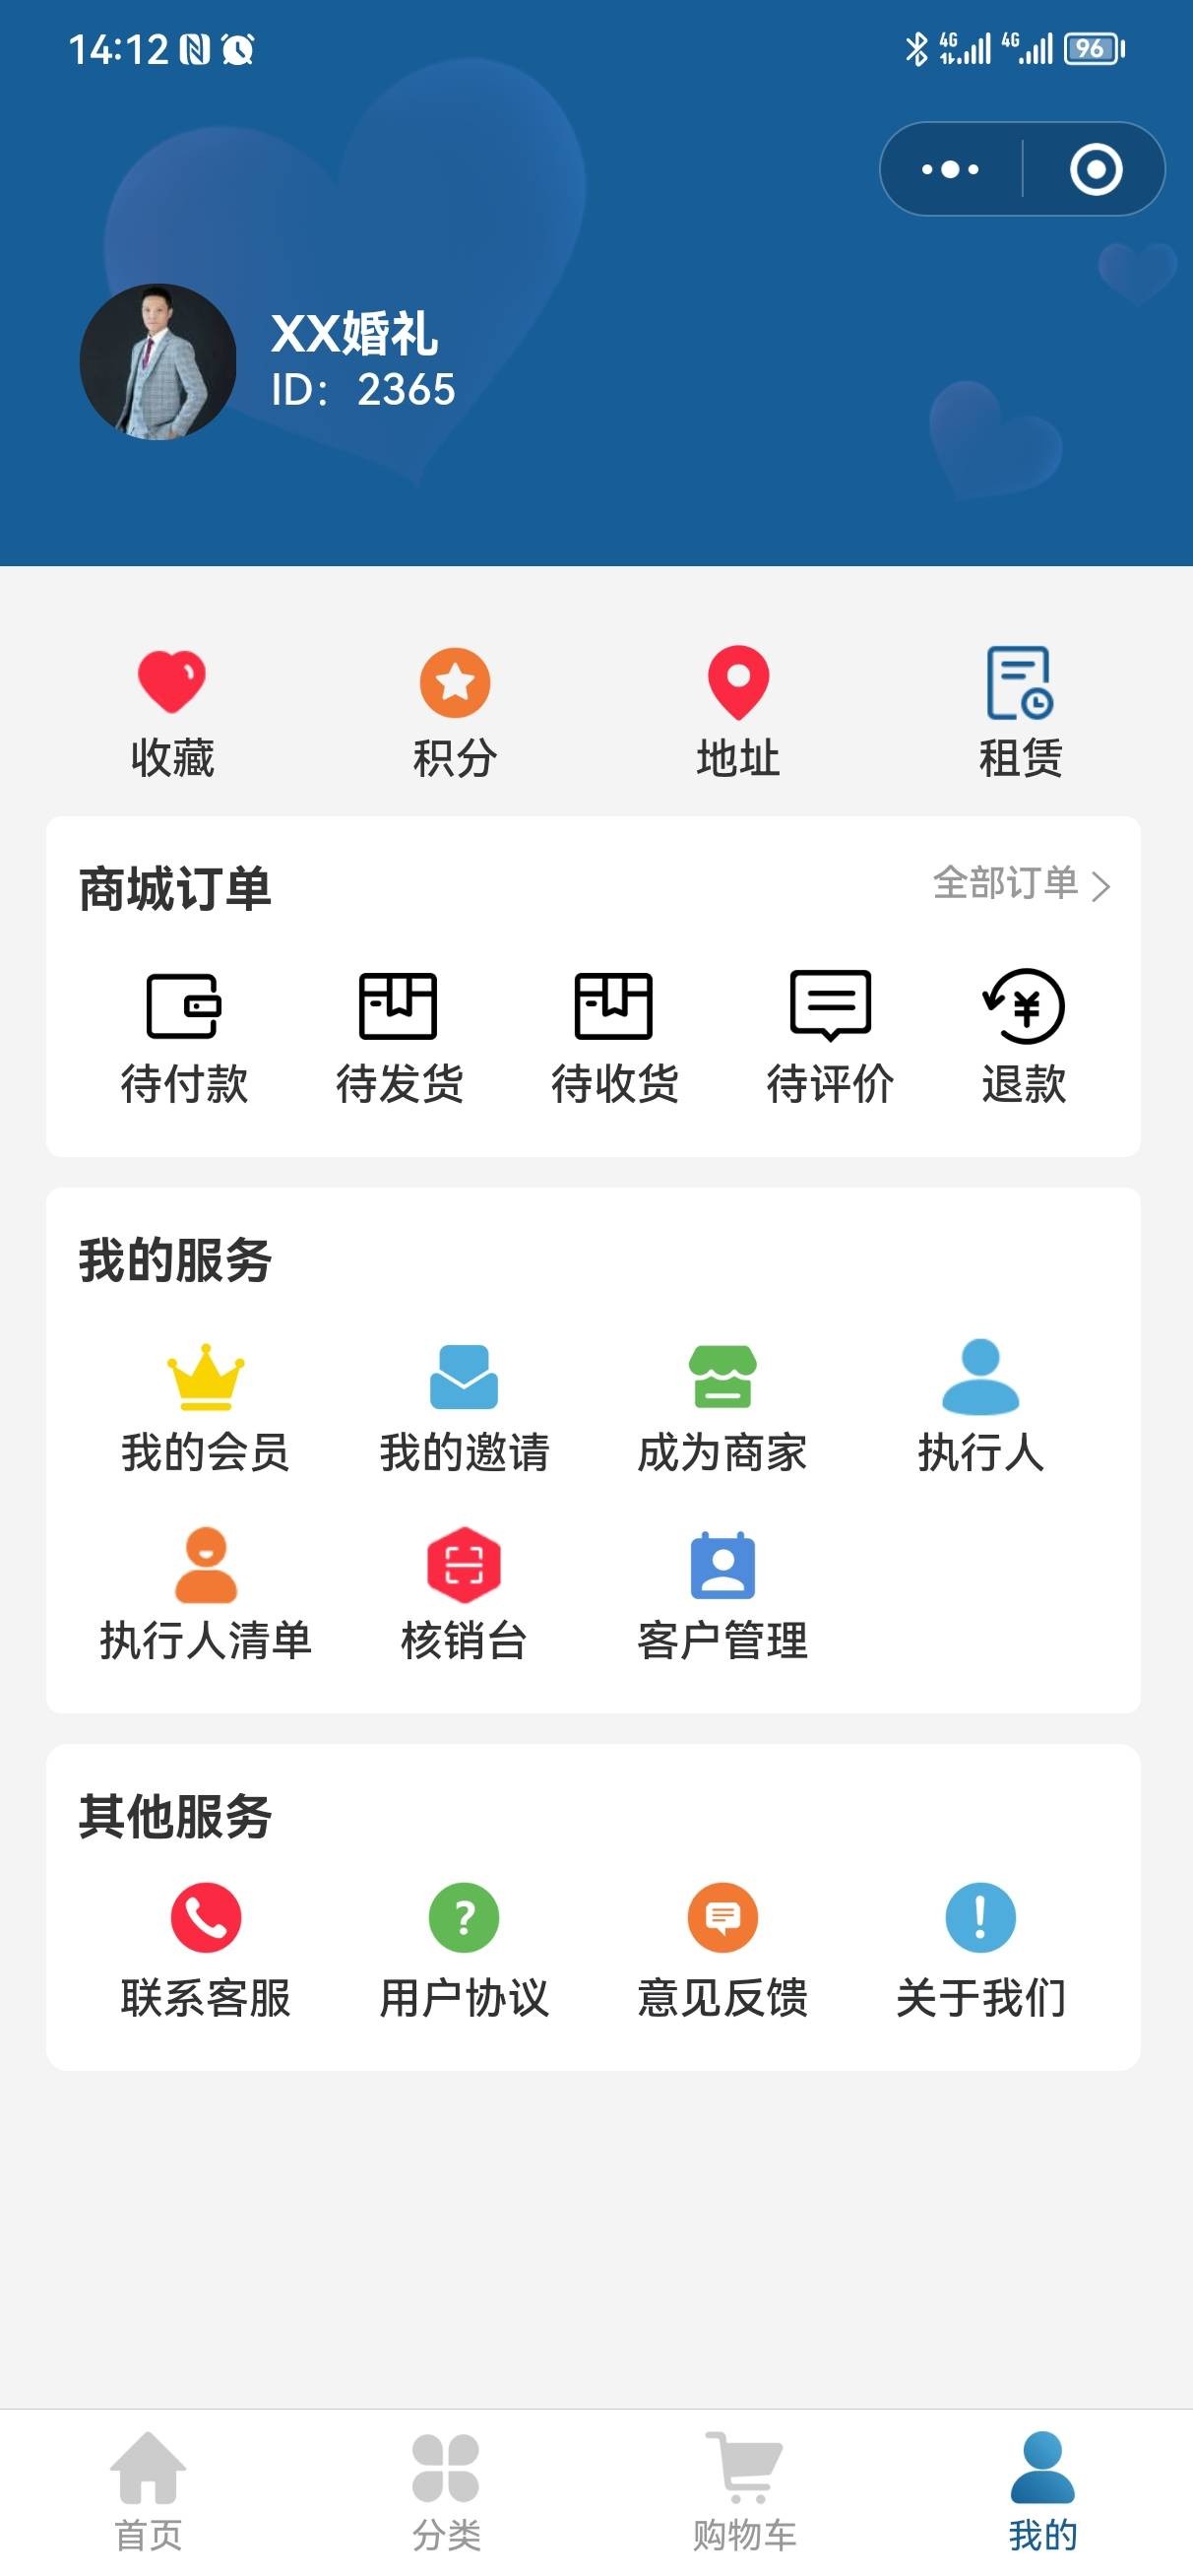 14:12
4G 4G 96
XX婚礼
ID：2365
收藏 积分 地址 租赁
商城订单 全部订单
待付款 待发货 待收货 待评价 退款
我的服务
我的会员 我的邀请 成为商家 执行人
执行人清单 核销台 客户管理
其他服务
联系客服 用户协议 意见反馈 关于我们
首页 分类 购物车 我的